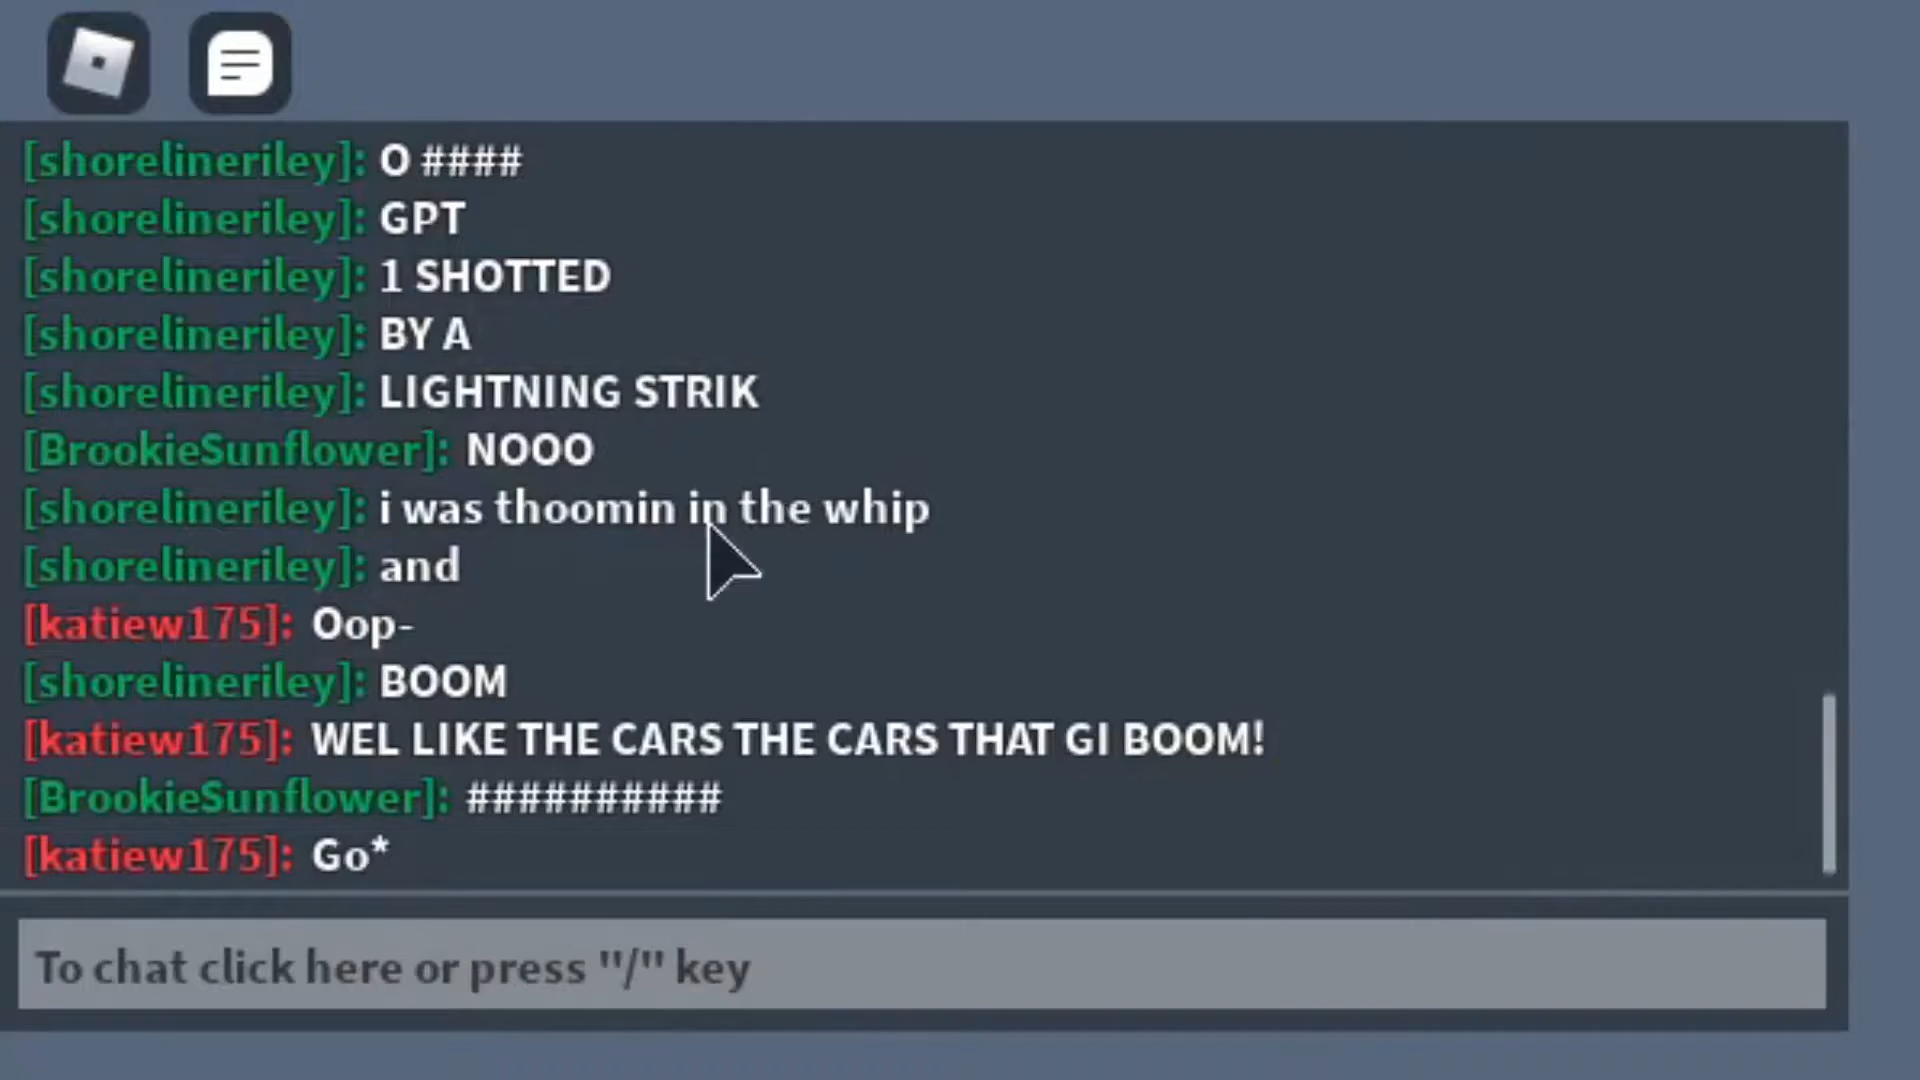 [shorelineriley]: O ####
[shorelineriley]: GPT
[shorelineriley]: 1 SHOTTED
[shorelineriley]: BY A
[shorelineriley]: LIGHTNING STRIK
[BrookieSunflower]: NOOO
[shorelineriley]: i was thoomin in the whip
[shorelineriley]: and
[katiew175]: Oop-
[shorelineriley]: BOOM
[katiew175]: WEL LIKE THE CARS THE CARS THAT GI BOOM!
[BrookieSunflower]: ##########
[katiew175]: Go*
To chat click here or press "/" key